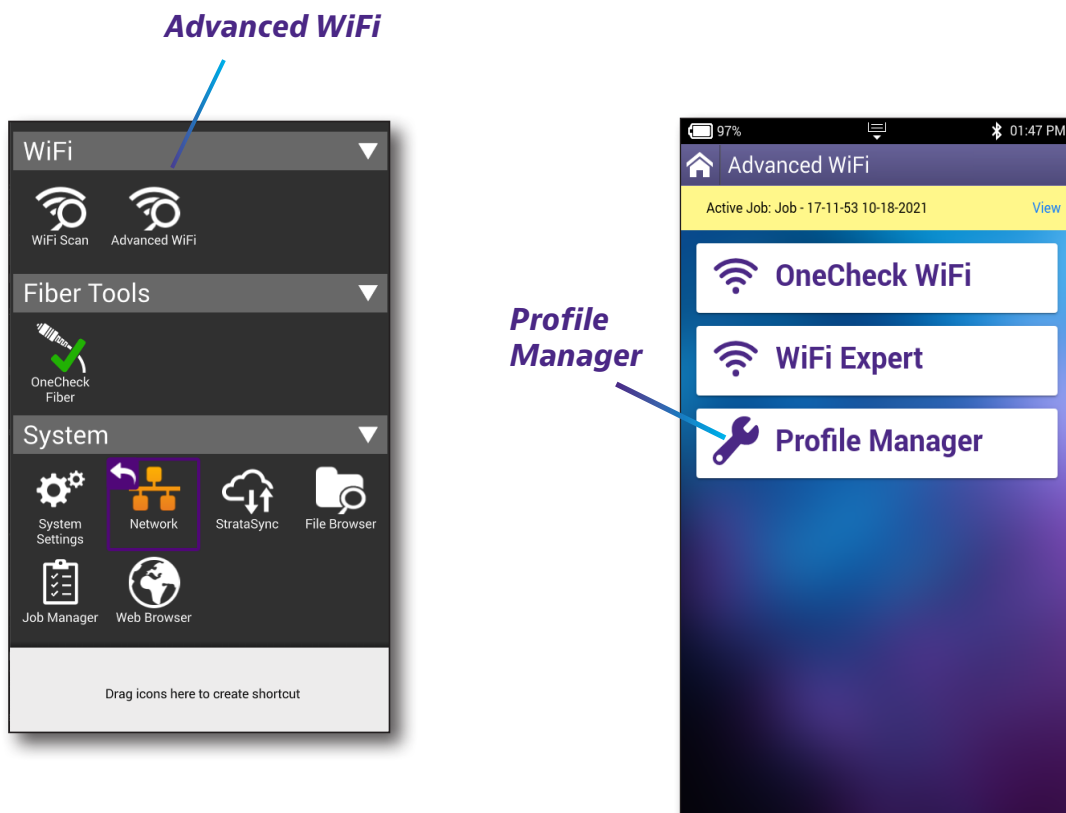 Advanced WiFi
WiFi
WiFi Scan
Advanced WiFi
Fiber Tools
OneCheck
Fiber
System
System
Settings
Network
StrataSync
File Browser
Job Manager
Web Browser
Drag icons here to create shortcut
Profile
Manager
97%
01:47 PM
Advanced WiFi
Active Job: Job - 17-11-53 10-18-2021
View
OneCheck WiFi
WiFi Expert
Profile Manager